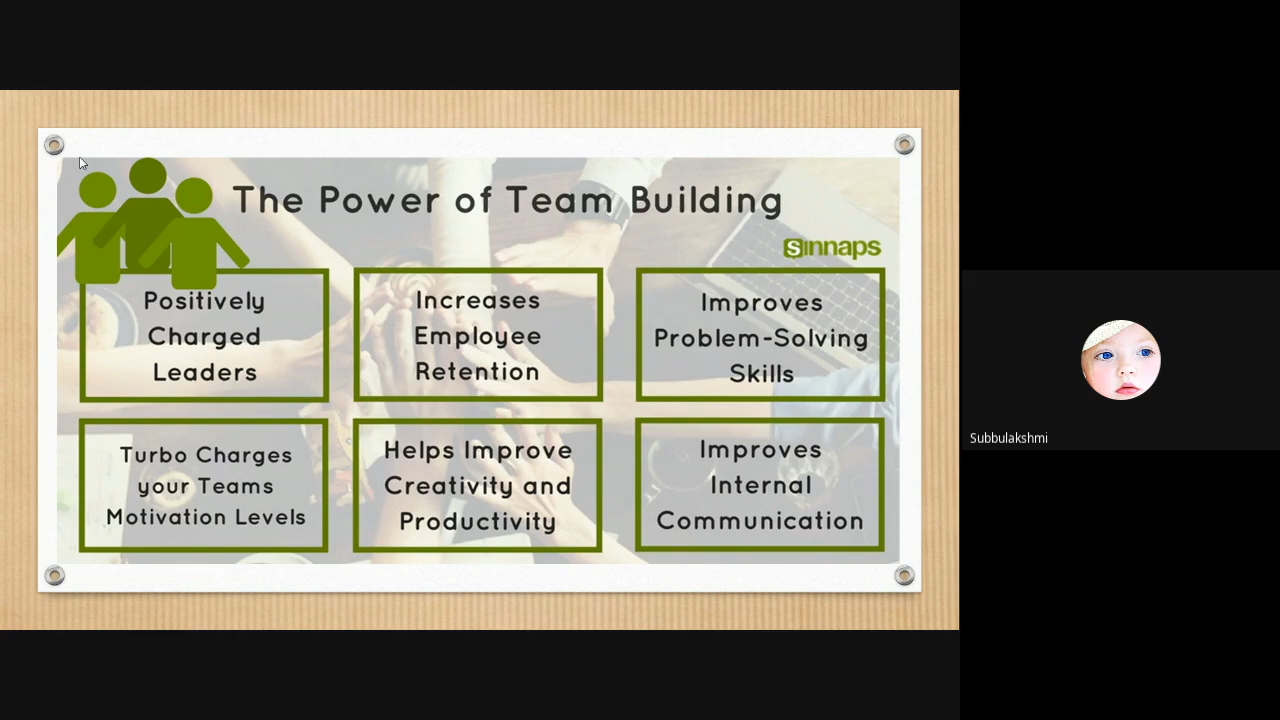 The Power of Team Building
sinnaps
Positively
Charged
Leaders
Increases
Employee
Retention
Improves
Problem-Solving
Skills
Turbo Charges
your Teams
Motivation Levels
Helps Improve
Creativity and
Productivity
Improves
Internal
Communication
Subbulakshmi